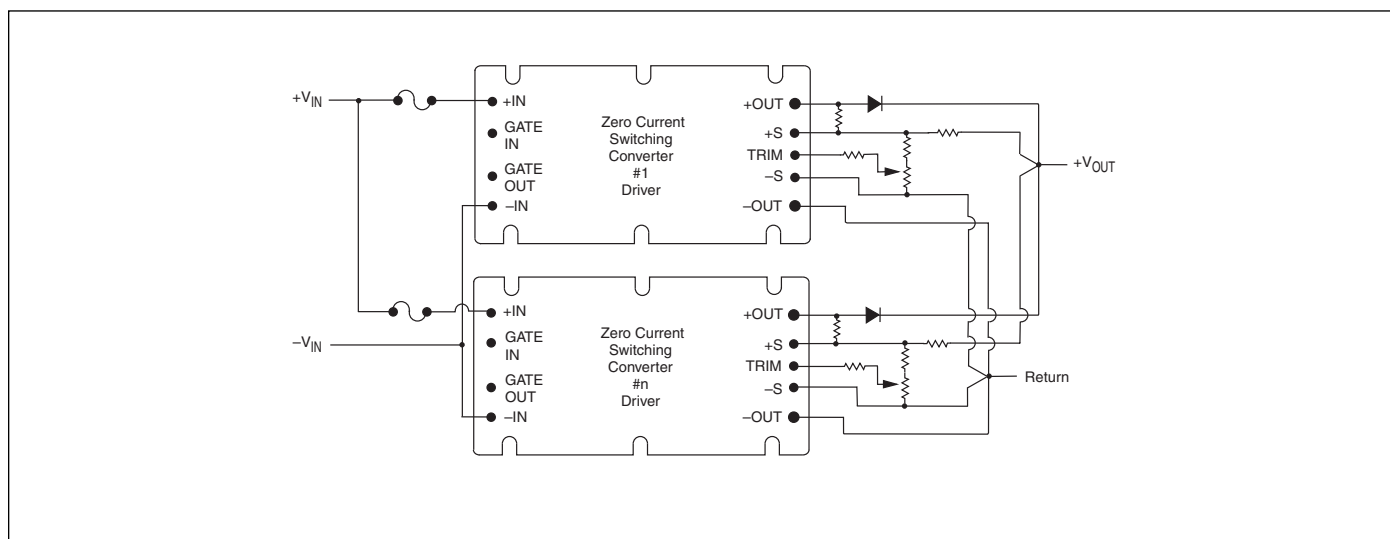 +VIN
+IN
GATE
IN
GATE
OUT
–IN
Zero Current
Switching
Converter
#1
Driver
+OUT
+S
TRIM
–S
–OUT
+VOUT
–VIN
+IN
GATE
IN
GATE
OUT
–IN
Zero Current
Switching
Converter
#n
Driver
+OUT
+S
TRIM
–S
–OUT
Return